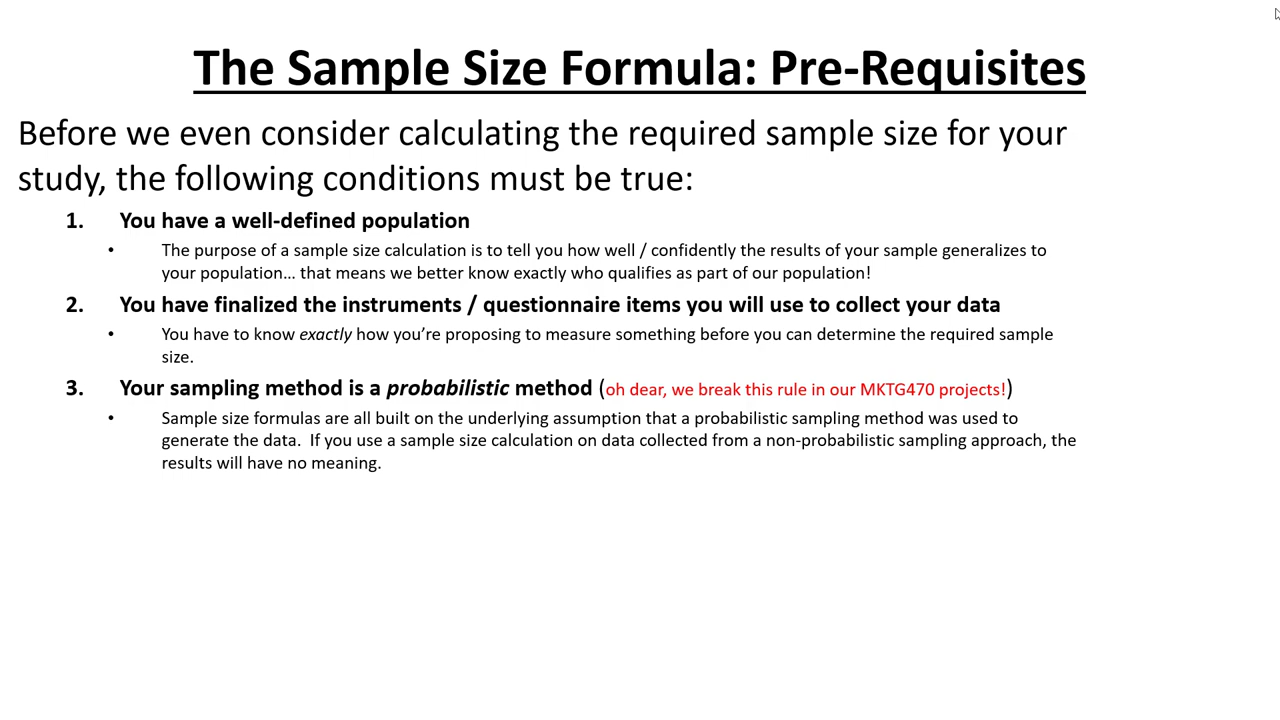 The Sample Size Formula: Pre-Requisites
Before we even consider calculating the required sample size for your
study, the following conditions must be true:
1. You have a well-defined population
• The purpose of a sample size calculation is to tell you how well / confidently the results of your sample generalizes to
your population… that means we better know exactly who qualifies as part of our population!
2. You have finalized the instruments / questionnaire items you will use to collect your data
• You have to know exactly how you’re proposing to measure something before you can determine the required sample
size.
3. Your sampling method is a probabilistic method (oh dear, we break this rule in our MKTG470 projects!)
• Sample size formulas are all built on the underlying assumption that a probabilistic sampling method was used to
generate the data.  If you use a sample size calculation on data collected from a non-probabilistic sampling approach, the
results will have no meaning.